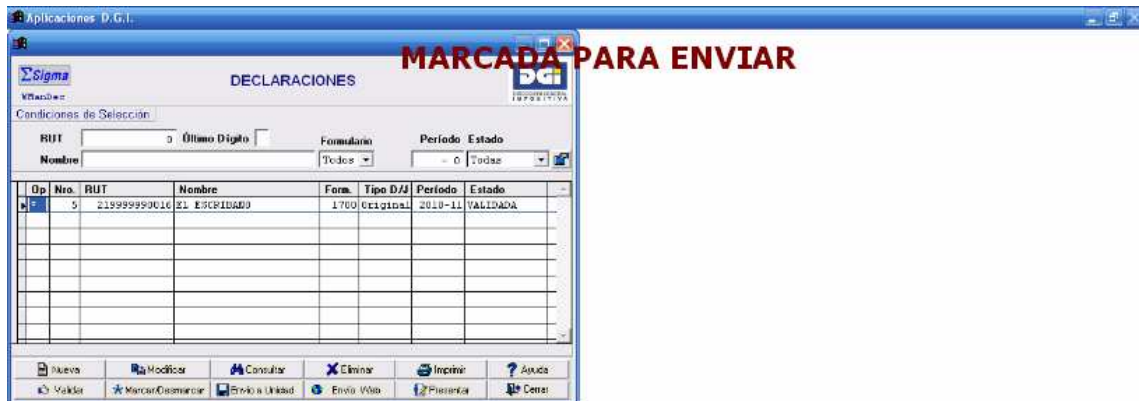 Aplicaciones D.G.I.
MARCADA PARA ENVIAR
ΣSigma
DECLARACIONES
DGI
IMPOSITIVA
Condiciones de Selección
RUT 0 Último Dígito Formulario Período Estado
Nombre Todos - 0 Todas
Op Nro. RUT Nombre Form. Tipo D/J Período Estado
* 5 219999990016 EL ESCRIBANO 1700 Original 2010-11 VALIDADA
Nueva Modificar Consultar Eliminar Imprimir Ayuda
Validar Marcar/Desmarcar Envío a Unidad Envío Web Presentar Cerrar